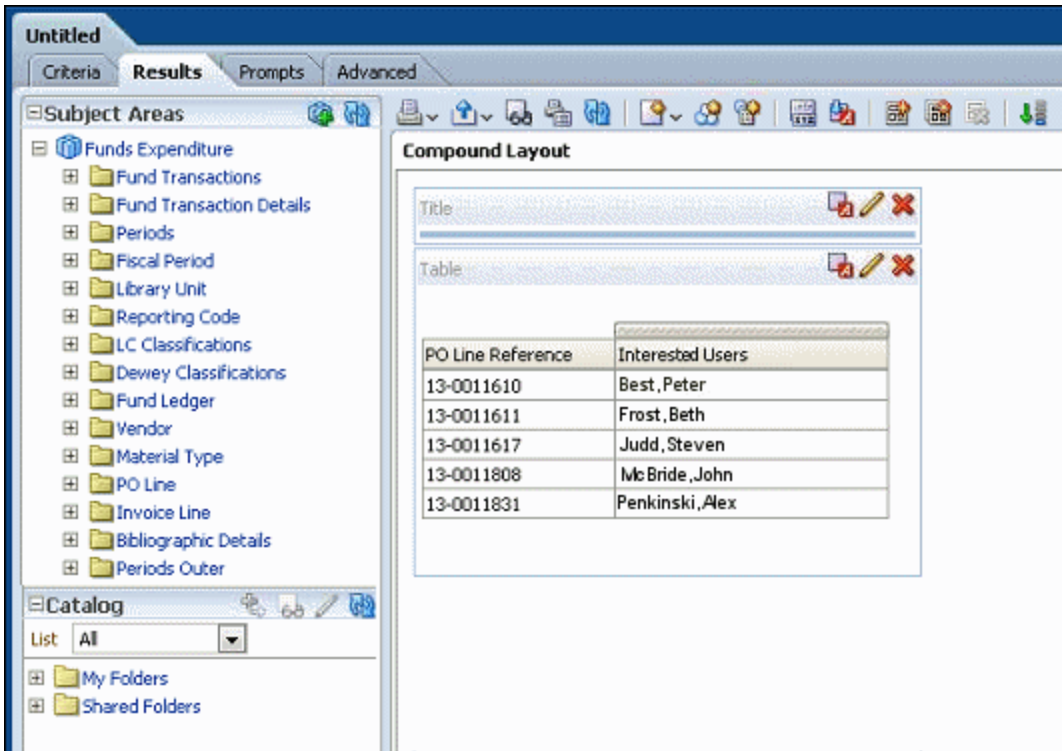 Untitled
Criteria Results Prompts Advanced
Subject Areas
Funds Expenditure
Fund Transactions
Fund Transaction Details
Periods
Fiscal Period
Library Unit
Reporting Code
LC Classifications
Dewey Classifications
Fund Ledger
Vendor
Material Type
PO Line
Invoice Line
Bibliographic Details
Periods Outer
Catalog
List All
My Folders
Shared Folders
Compound Layout
Title
Table
PO Line Reference Interested Users
13-0011610 Best,Peter
13-0011611 Frost,Beth
13-0011617 Judd,Steven
13-0011808 McBride,John
13-0011831 Penkinski,Alex